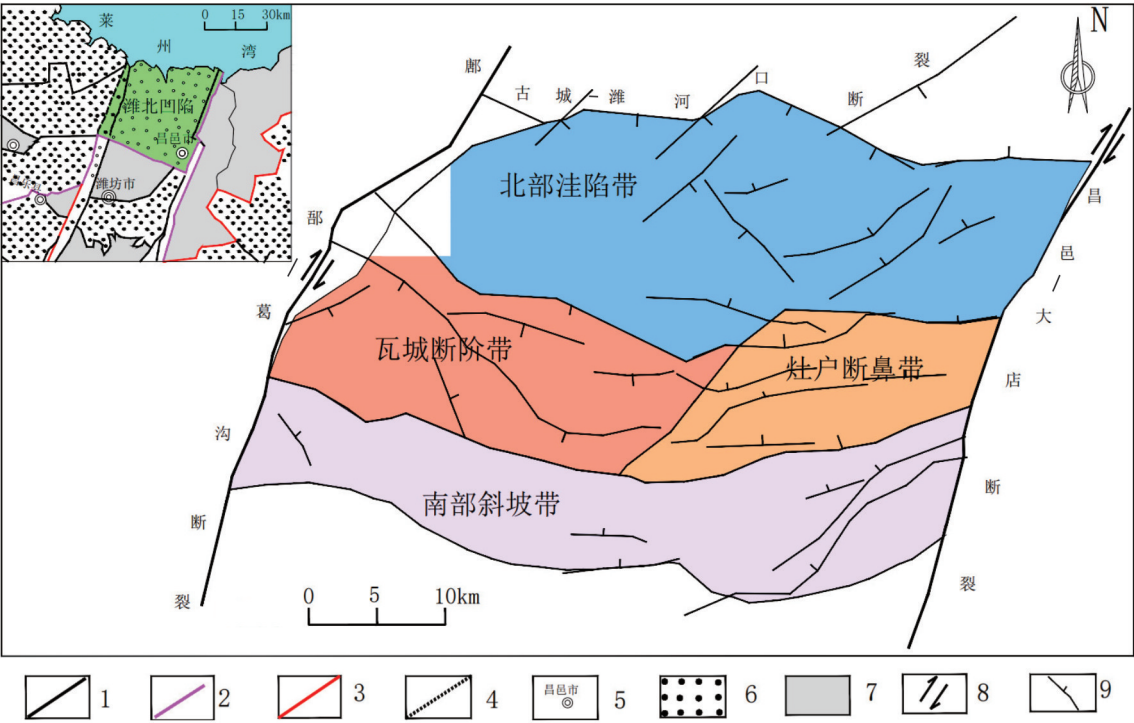 莱州湾
0 15 30km
潍北凹陷
昌邑市
潍坊市
N
鄌郚-葛沟断裂
古城-潍河口断裂
昌邑-大店断裂
北部洼陷带
瓦城断阶带
灶户断鼻带
南部斜坡带
0 5 10km
1
2
3
4
昌邑市
5
6
7
8
9